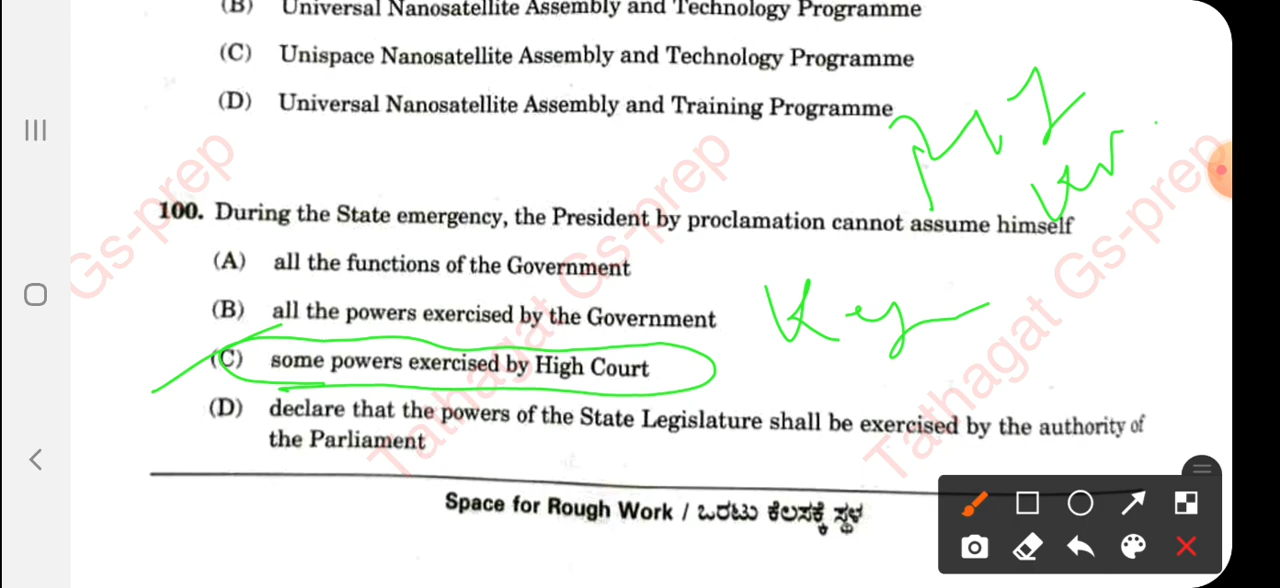 (B) Universal Nanosatellite Assembly and Technology Programme
(C) Unispace Nanosatellite Assembly and Technology Programme
(D) Universal Nanosatellite Assembly and Training Programme
100. During the State emergency, the President by proclamation cannot assume himself
(A) all the functions of the Government
(B) all the powers exercised by the Government
Key
(C) some powers exercised by High Court
(D) declare that the powers of the State Legislature shall be exercised by the authority of
the Parliament
Space for Rough Work / ಒರಟು ಕೆಲಸಕ್ಕೆ ಸ್ಥಳ
Gs-prep
Tathagat Gs-prep
Tathagat Gs-prep